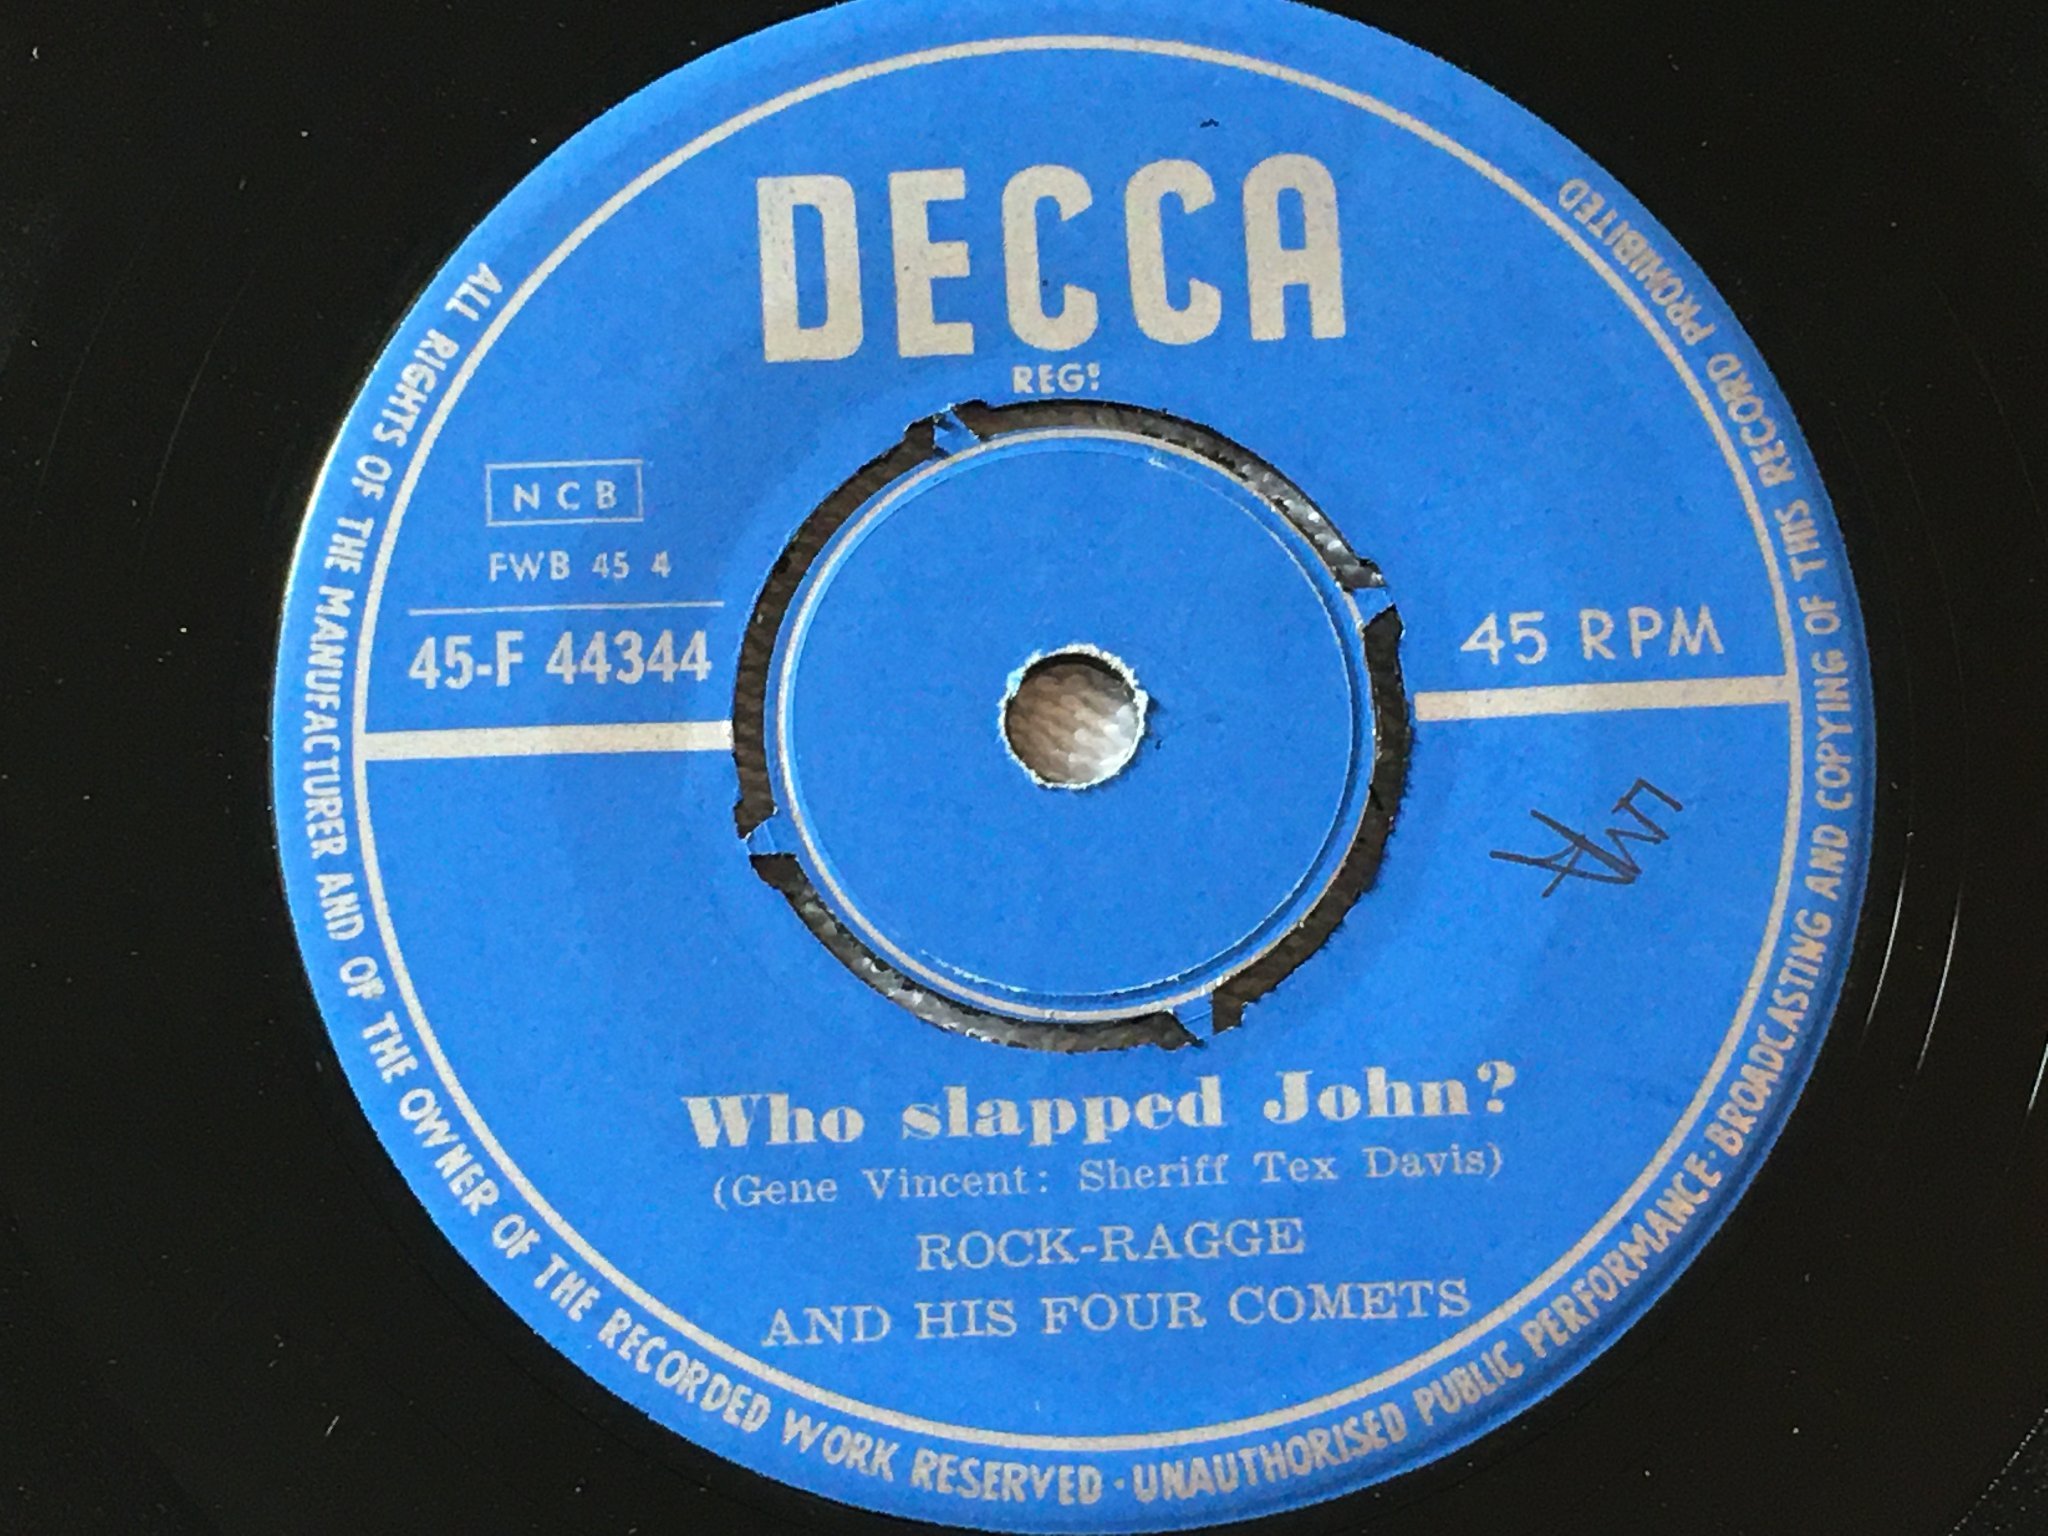 DECCA
REGD
NCB
FWB 45 4
45-F 44344
45 RPM
Who slapped John?
(Gene Vincent: Sheriff Tex Davis)
ROCK-RAGGE
AND HIS FOUR COMETS
ALL RIGHTS OF THE MANUFACTURER AND OF THE OWNER OF THE RECORDED WORK RESERVED · UNAUTHORISED PUBLIC PERFORMANCE · BROADCASTING AND COPYING OF THIS RECORD PROHIBITED